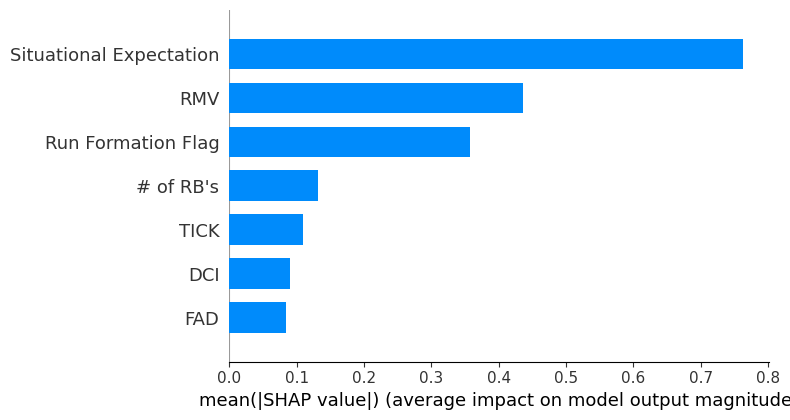 Situational Expectation
RMV
Run Formation Flag
# of RB's
TICK
DCI
FAD
0.0 0.1 0.2 0.3 0.4 0.5 0.6 0.7 0.8
mean(|SHAP value|) (average impact on model output magnitude